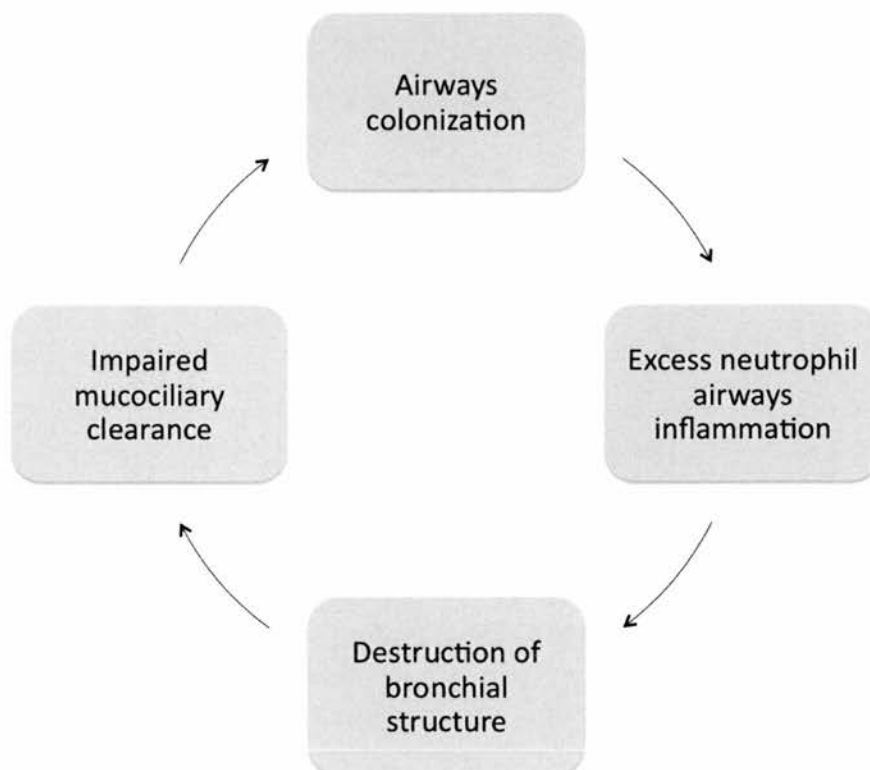 Airways
colonization
Excess neutrophil
airways
inflammation
Destruction of
bronchial
structure
Impaired
mucociliary
clearance